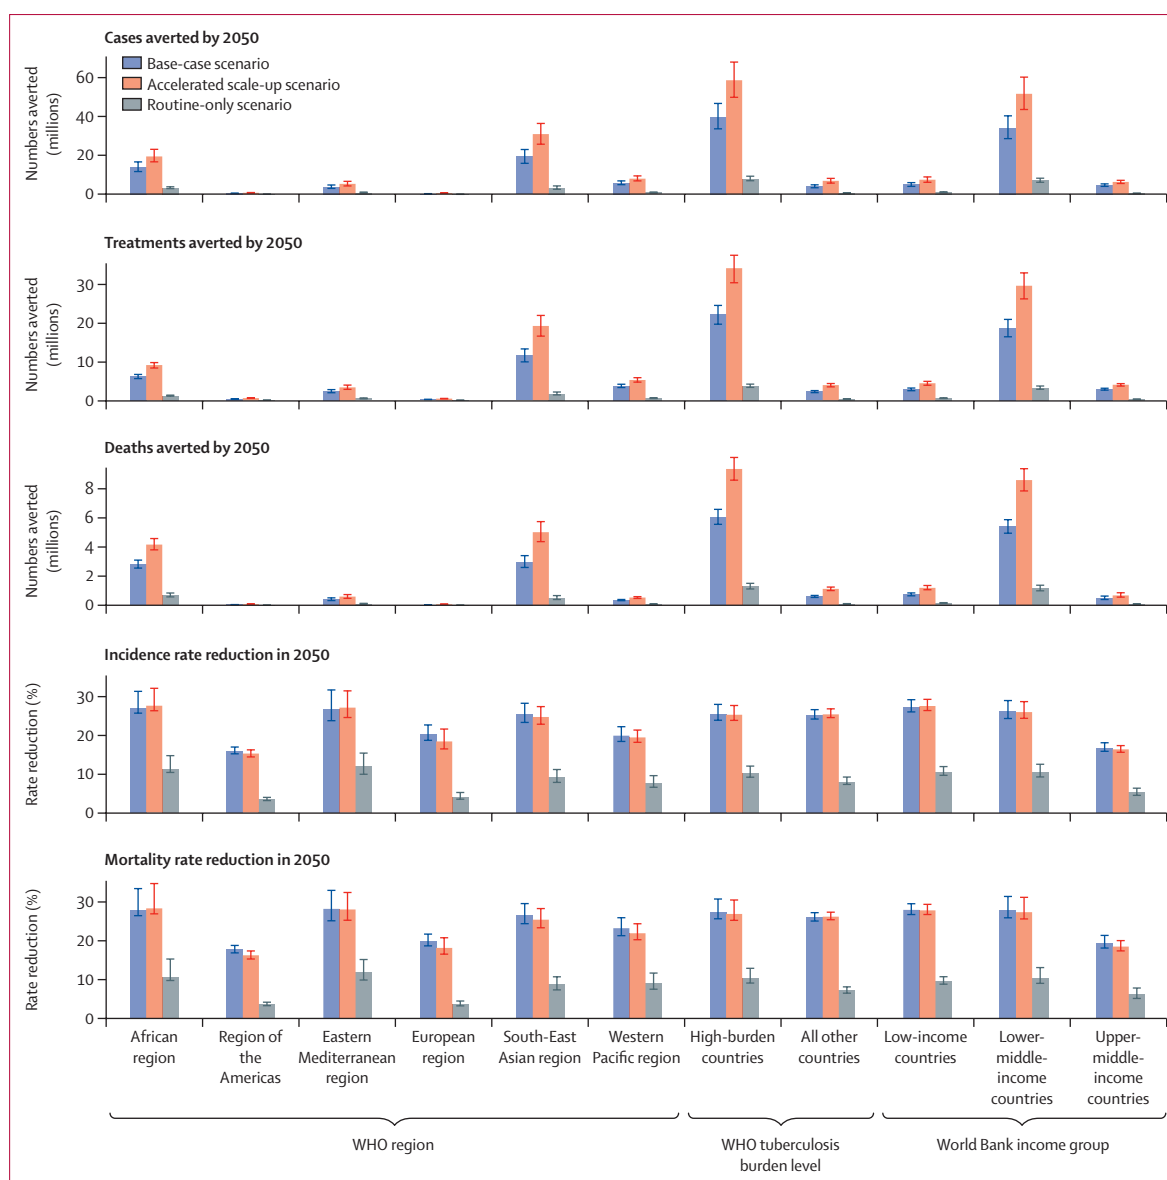 Cases averted by 2050
Base-case scenario
Accelerated scale-up scenario
Routine-only scenario
Numbers averted
(millions)
60
40
20
0
Treatments averted by 2050
Numbers averted
(millions)
30
20
10
0
Deaths averted by 2050
Numbers averted
(millions)
8
6
4
2
0
Incidence rate reduction in 2050
Rate reduction (%)
30
20
10
0
Mortality rate reduction in 2050
Rate reduction (%)
30
20
10
0
African
region
Region of
the
Americas
Eastern
Mediterranean
region
European
region
South-East
Asian region
Western
Pacific region
High-burden
countries
All other
countries
Low-income
countries
Lower-
middle-
income
countries
Upper-
middle-
income
countries
WHO region
WHO tuberculosis
burden level
World Bank income group